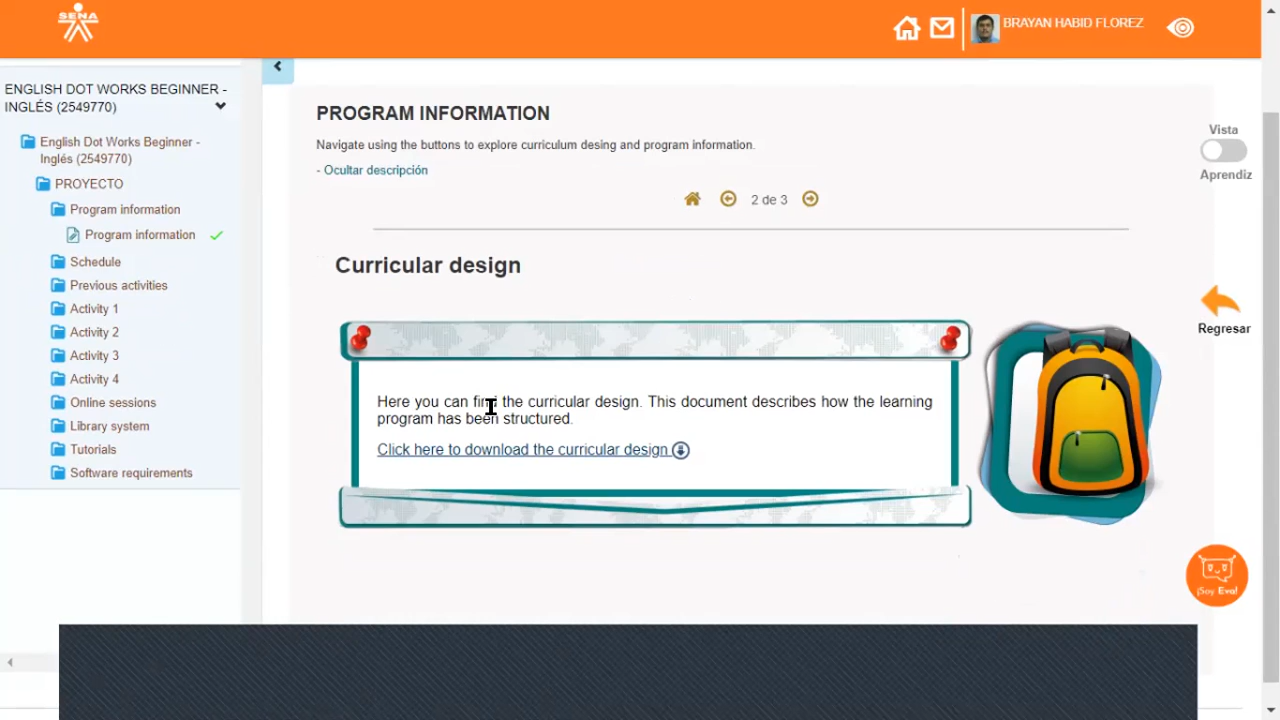 SENA
BRAYAN HABID FLOREZ
ENGLISH DOT WORKS BEGINNER -
INGLÉS (2549770)
English Dot Works Beginner -
Inglés (2549770)
PROYECTO
Program information
Program information
Schedule
Previous activities
Activity 1
Activity 2
Activity 3
Activity 4
Online sessions
Library system
Tutorials
Software requirements
PROGRAM INFORMATION
Navigate using the buttons to explore curriculum desing and program information.
- Ocultar descripción
2 de 3
Curricular design
Here you can find the curricular design. This document describes how the learning
program has been structured.
Click here to download the curricular design
Vista
Aprendiz
Regresar
¡Soy Eva!